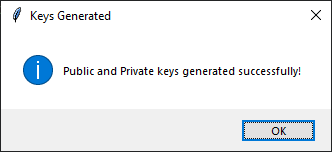 Keys Generated
Public and Private keys generated successfully!
OK